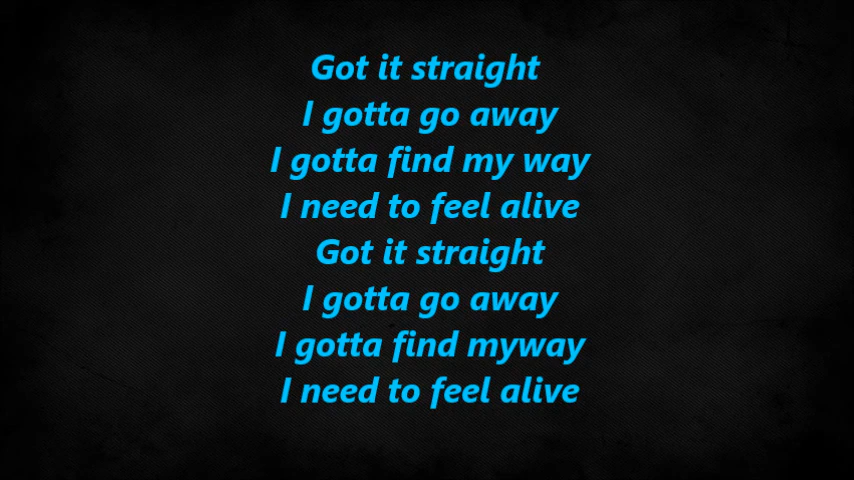 Got it straight
I gotta go away
I gotta find my way
I need to feel alive
Got it straight
I gotta go away
I gotta find myway
I need to feel alive